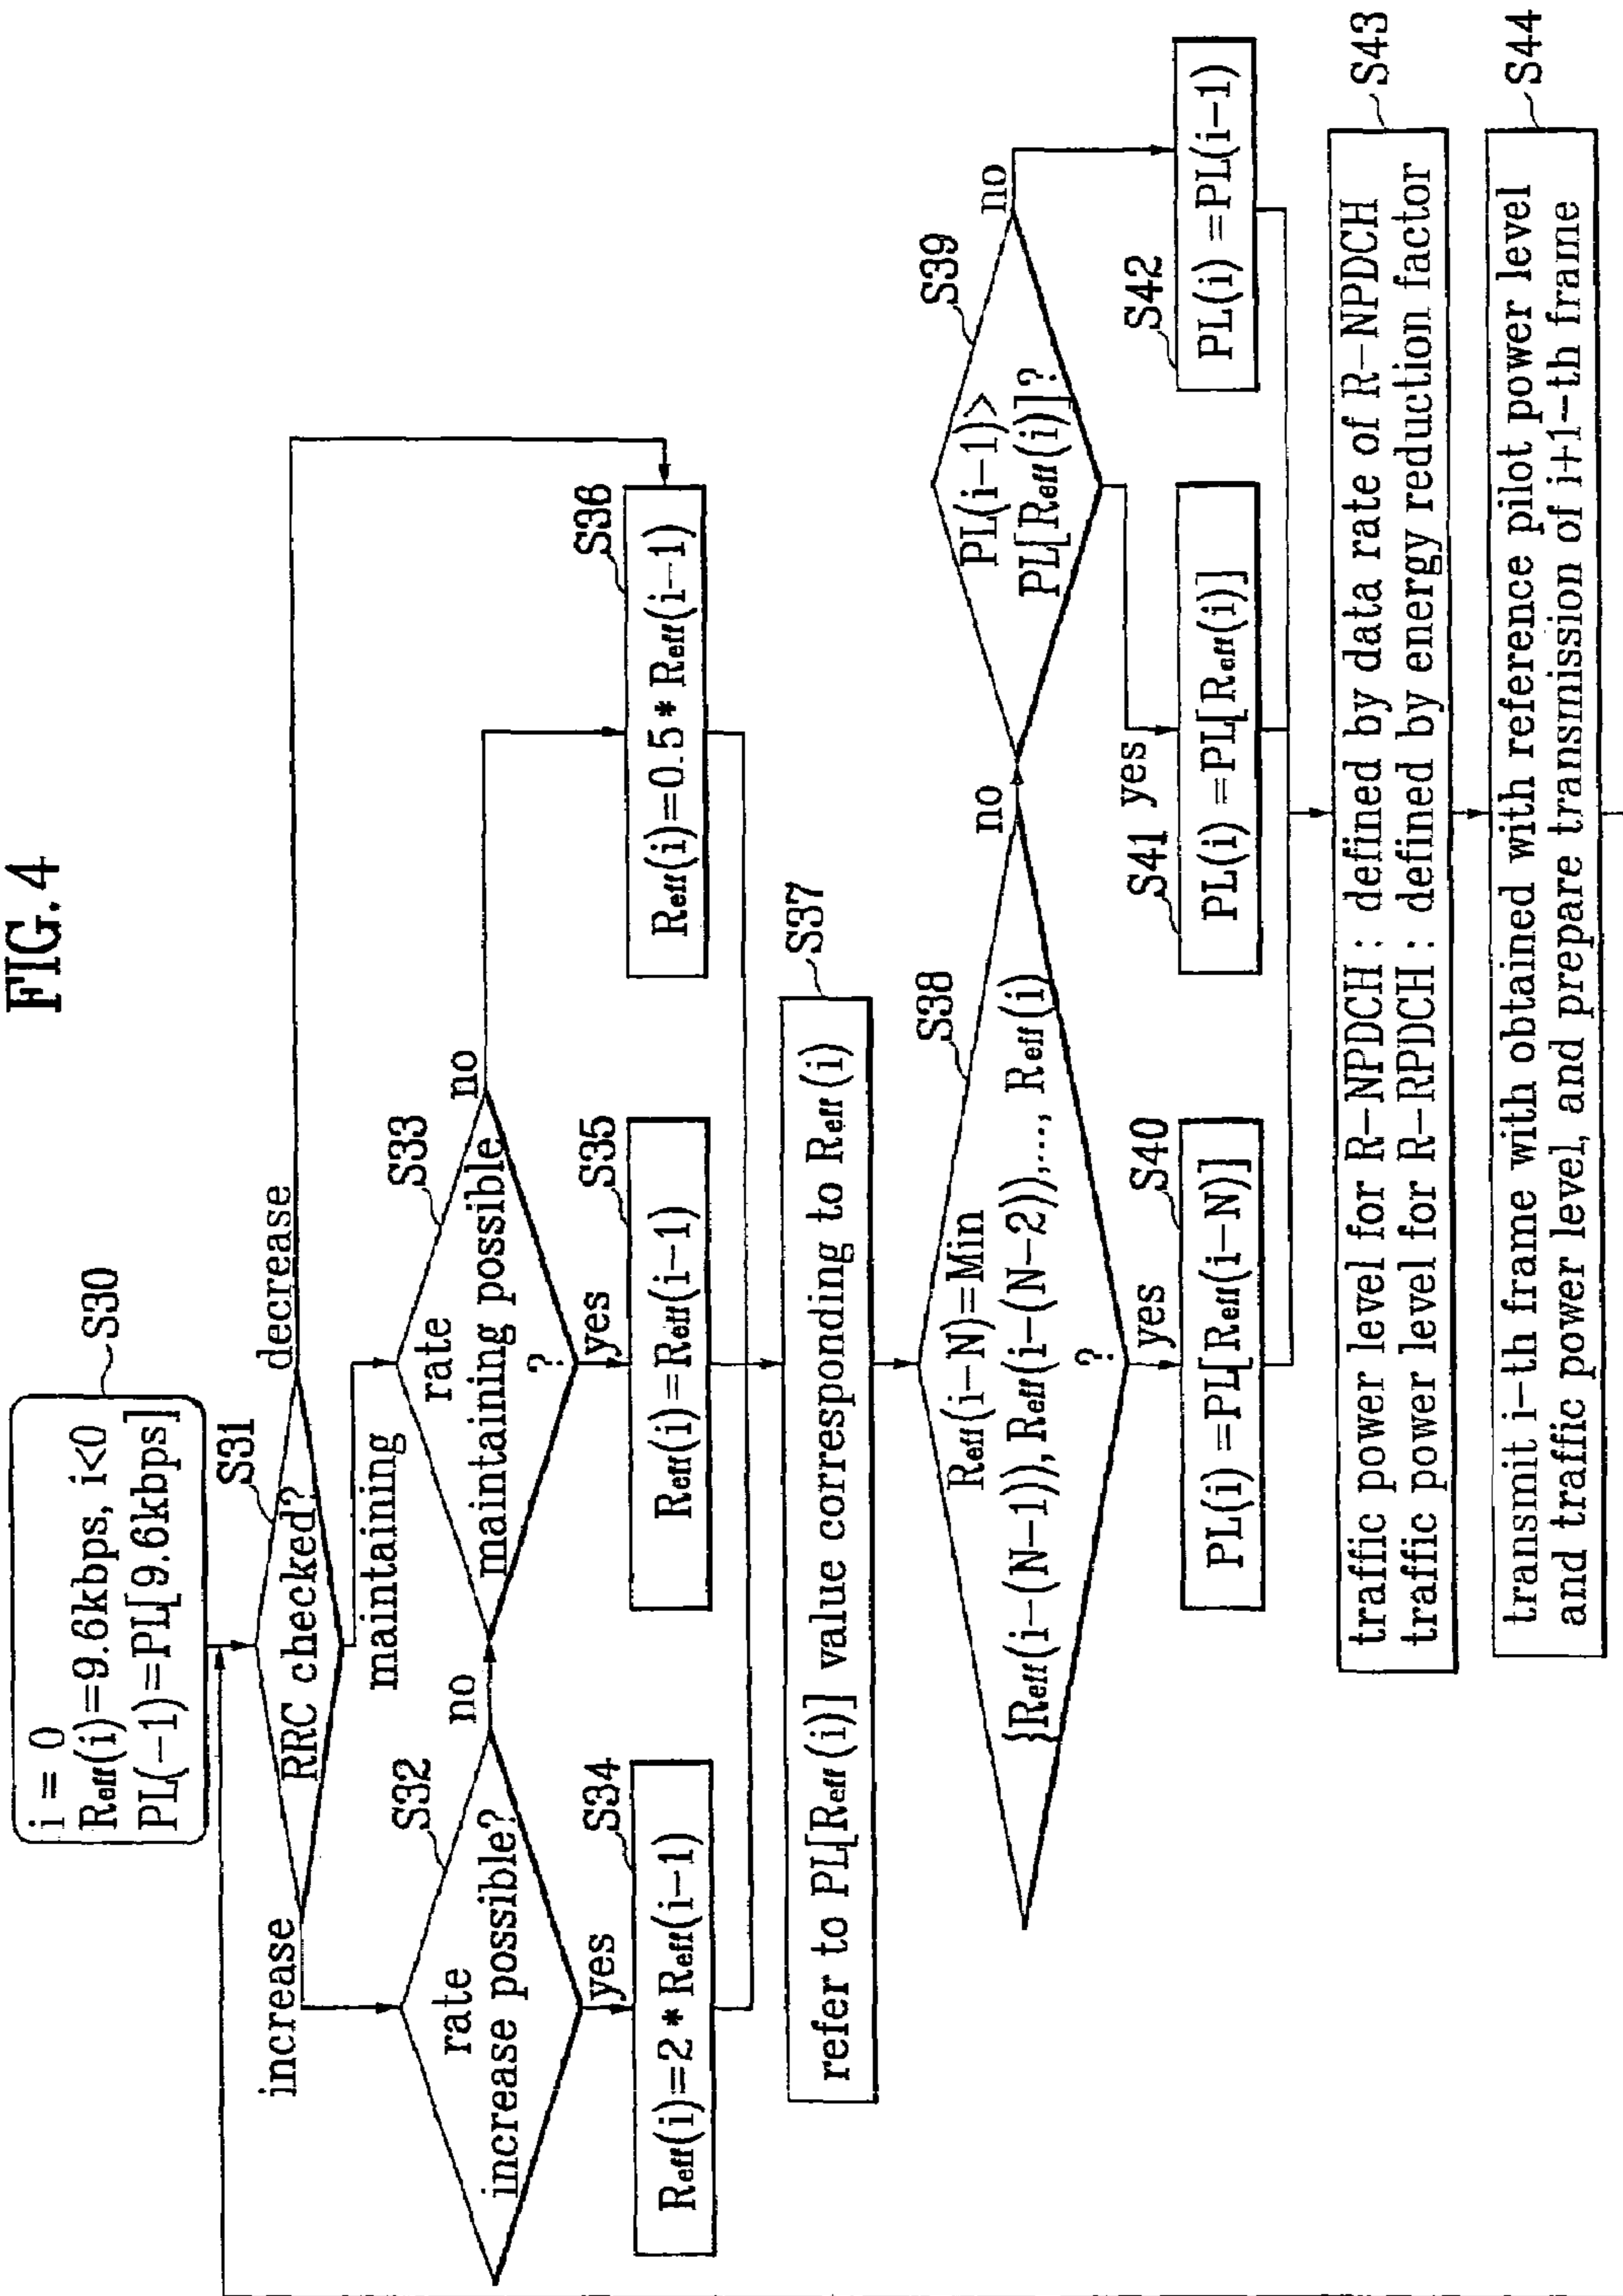 FIG. 4
i = 0
Reff(i)=9.6kbps, i<0
PL(-1)=PL[9.6kbps]
S30
RRC checked?
S31
increase
maintaining
decrease
rate
increase possible?
S32
no
yes
rate
maintaining possible
?
S33
no
yes
Reff(i)=2 * Reff(i-1)
S34
Reff(i)=Reff(i-1)
S35
Reff(i)=0.5 * Reff(i-1)
S36
refer to PL[Reff(i)] value corresponding to Reff(i)
S37
Reff(i-N)=Min
{Reff(i-(N-1)),Reff(i-(N-2)),..., Reff(i)
?
S38
no
yes
PL(i-1)>
PL[Reff(i)]?
S39
no
yes
PL(i) =PL[Reff(i-N)]
S40
PL(i) =PL[Reff(i)]
S41
PL(i) =PL(i-1)
S42
traffic power level for R-NPDCH : defined by data rate of R-NPDCH
traffic power level for R-RPDCH : defined by energy reduction factor
S43
transmit i-th frame with obtained with reference pilot power level
and traffic power level, and prepare transmission of i+1-th frame
S44